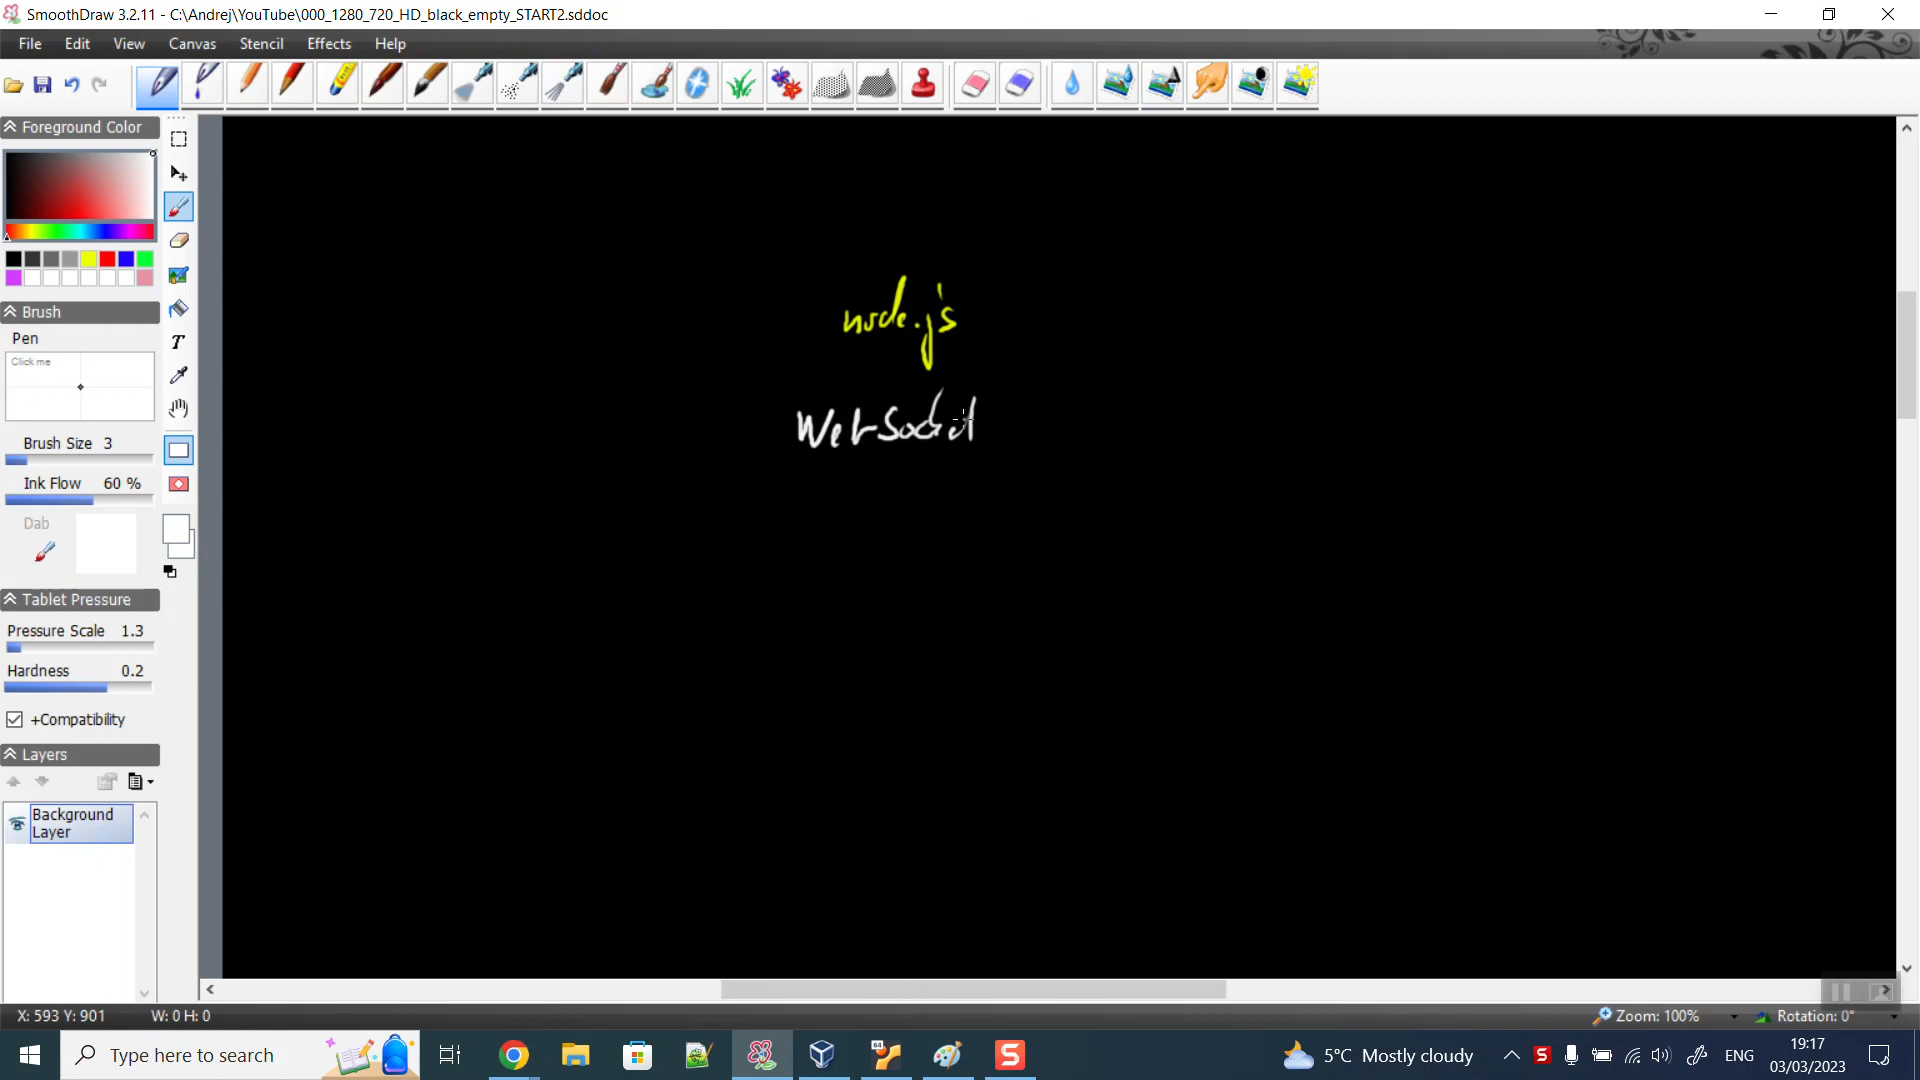 SmoothDraw 3.2.11 - C:\Andrej\YouTube\000_1280_720_HD_black_empty_START2.sddoc
File Edit View Canvas Stencil Effects Help
Foreground Color
Brush
Pen
Click me
Brush Size 3
Ink Flow 60 %
Dab
Tablet Pressure
Pressure Scale 1.3
Hardness 0.2
+Compatibility
Layers
Background
Layer
T
node.js
WebSocket
X: 593 Y: 901 W: 0 H: 0
Zoom: 100% Rotation: 0°
Type here to search
64
S
5°C Mostly cloudy
S
ENG
19:17
03/03/2023